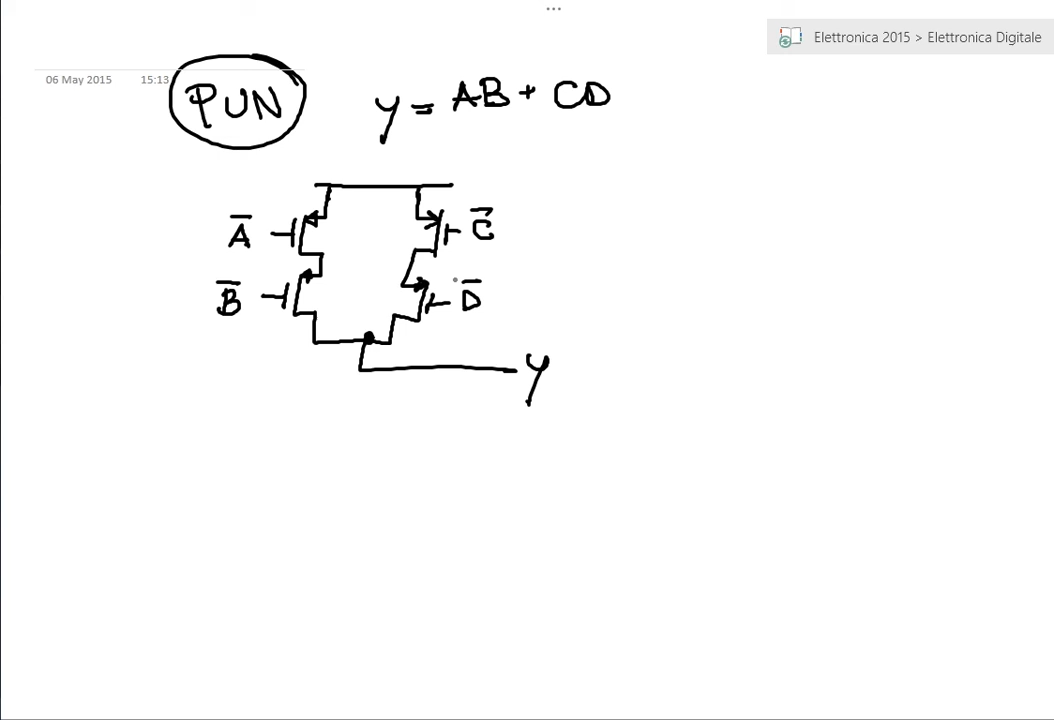 Elettronica 2015 > Elettronica Digitale
06 May 2015 15:13
PUN y = AB + CD
A̅ C̅
B̅ D̅
y